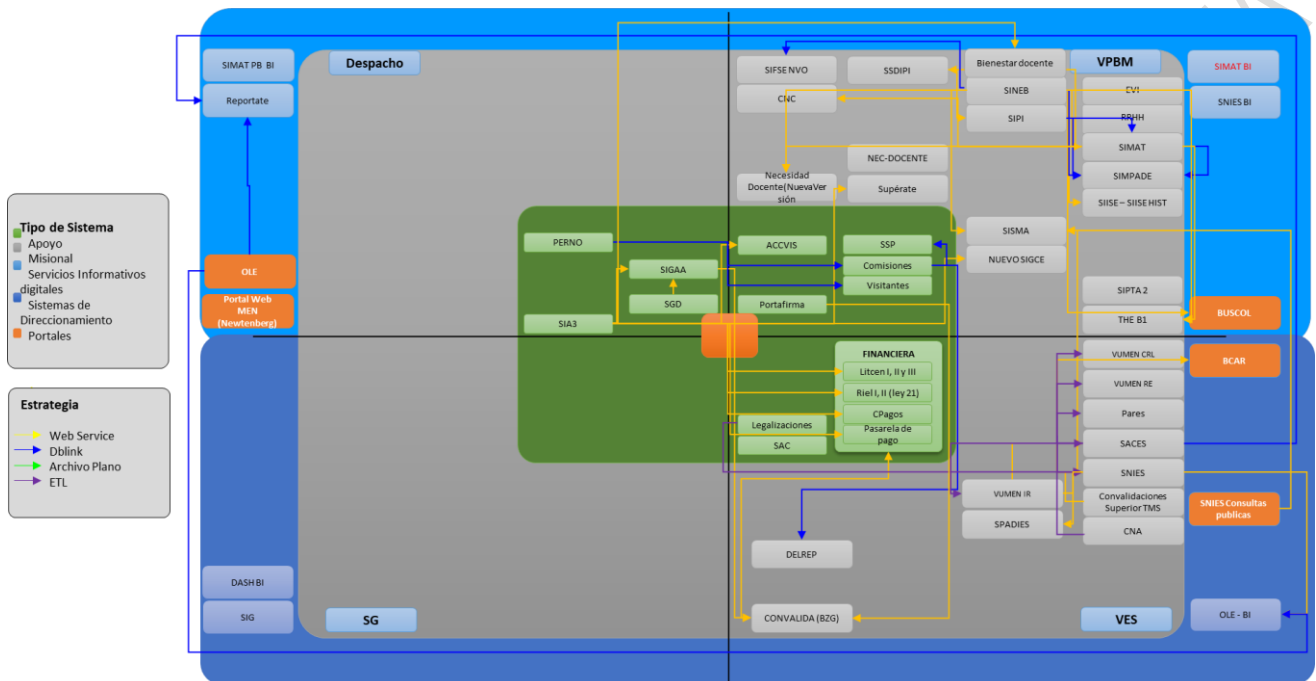 SIMAT PB BI
Despacho
SIFSE NVO
SSDIPI
Bienestar docente
VPBM
SIMAT BI
Reportate
CNC
SINEB
EVI
SNIES BI
SIPI
RRHH
SIMAT
NEC-DOCENTE
SIMPADE
Necesidad
Docente(NuevaVer
sión
Supérate
SIISE – SIISE HIST
Tipo de Sistema
Apoyo
Misional
Servicios Informativos
digitales
Sistemas de
Direccionamiento
Portales
PERNO
ACCVIS
SSP
SISMA
OLE
SIGAA
Comisiones
NUEVO SIGCE
Visitantes
SIPTA 2
Portal Web
MEN
(Newtenberg)
SGD
Portafirma
BUSCOL
SIA3
THE B1
FINANCIERA
VUMEN CRL
BCAR
Litcen I, II y III
Riel I, II (ley 21)
VUMEN RE
Estrategia
Web Service
Dblink
Archivo Plano
ETL
CPagos
Pares
Legalizaciones
Pasarela de
pago
SAC
SACES
SNIES
VUMEN IR
Convalidaciones
Superior TMS
SNIES Consultas
publicas
SPADIES
CNA
DELREP
DASH BI
SIG
SG
CONVALIDA (BZG)
VES
OLE - BI